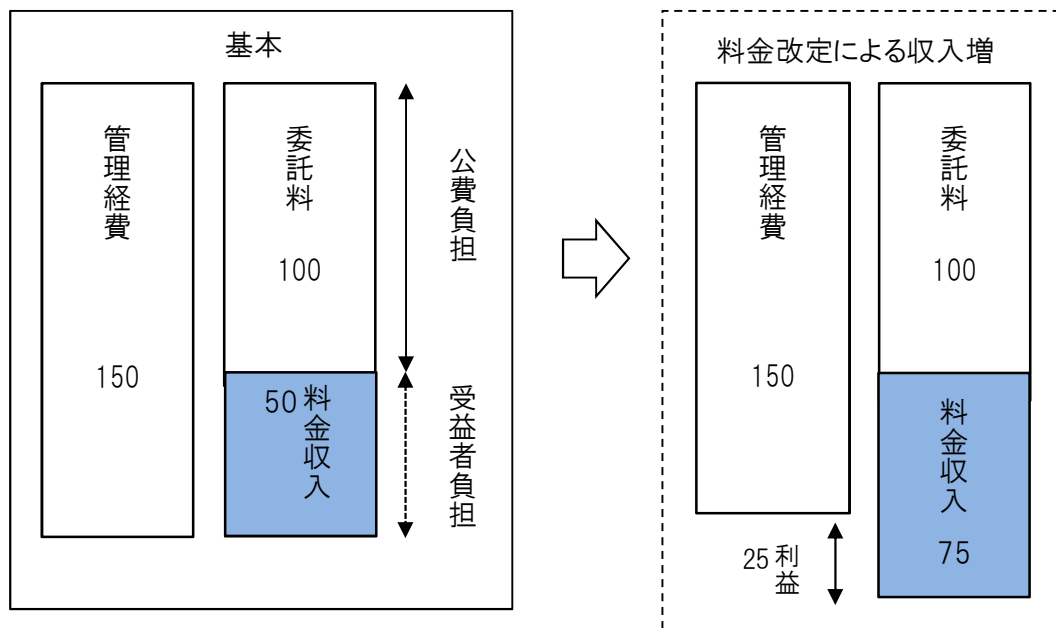 基本
管理経費
150
委託料
100
50
料金収入
公費負担
受益者負担
料金改定による収入増
管理経費
150
委託料
100
料金収入
75
25
利益